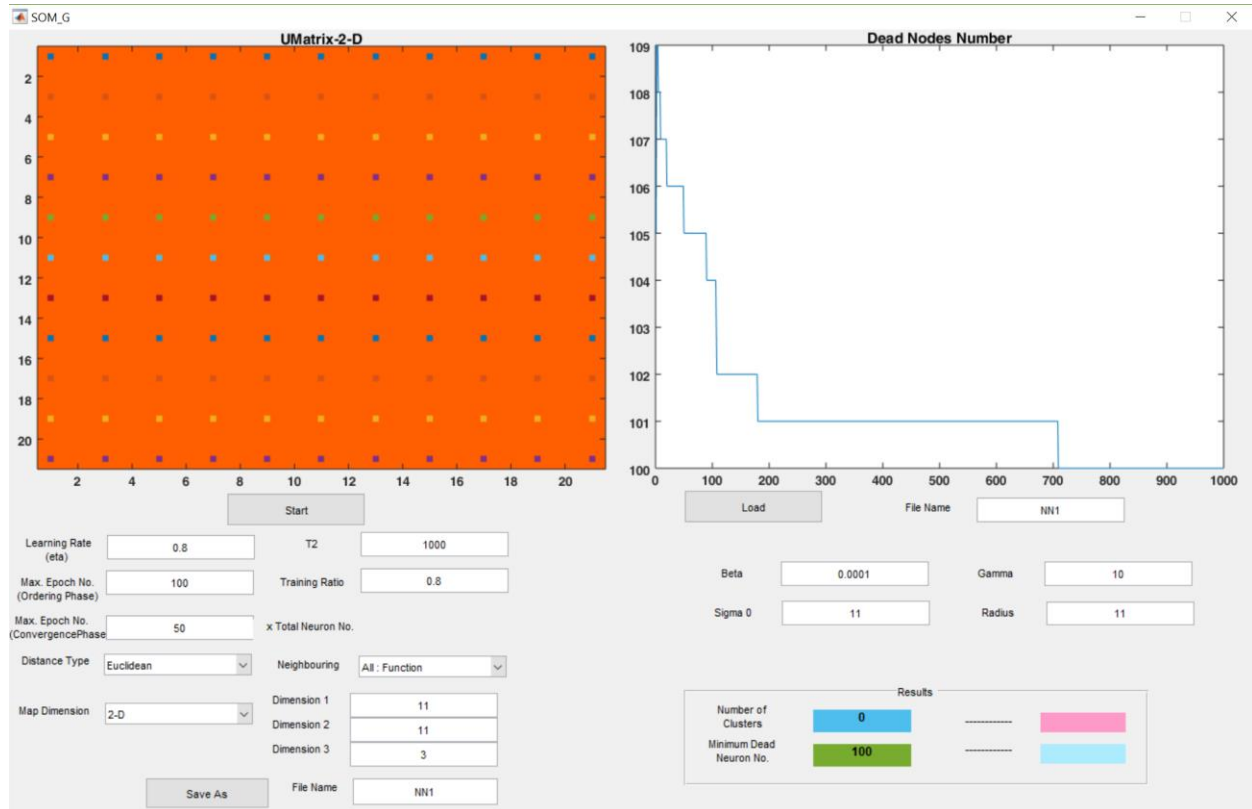 SOM_G
UMatrix-2-D
2
4
6
8
10
12
14
16
18
20
2 4 6 8 10 12 14 16 18 20
Dead Nodes Number
109
108
107
106
105
104
103
102
101
100
0 100 200 300 400 500 600 700 800 900 1000
Start
Load File Name NN1
Learning Rate
(eta)
0.8
T2 1000
Max. Epoch No.
(Ordering Phase)
100
Training Ratio 0.8
Max. Epoch No.
(ConvergencePhase
50
x Total Neuron No.
Distance Type Euclidean
Neighbouring All : Function
Map Dimension 2-D
Dimension 1 11
Dimension 2 11
Dimension 3 3
Save As File Name NN1
Beta 0.0001 Gamma 10
Sigma 0 11 Radius 11
Results
Number of
Clusters
0 ------------
Minimum Dead
Neuron No.
100 ------------